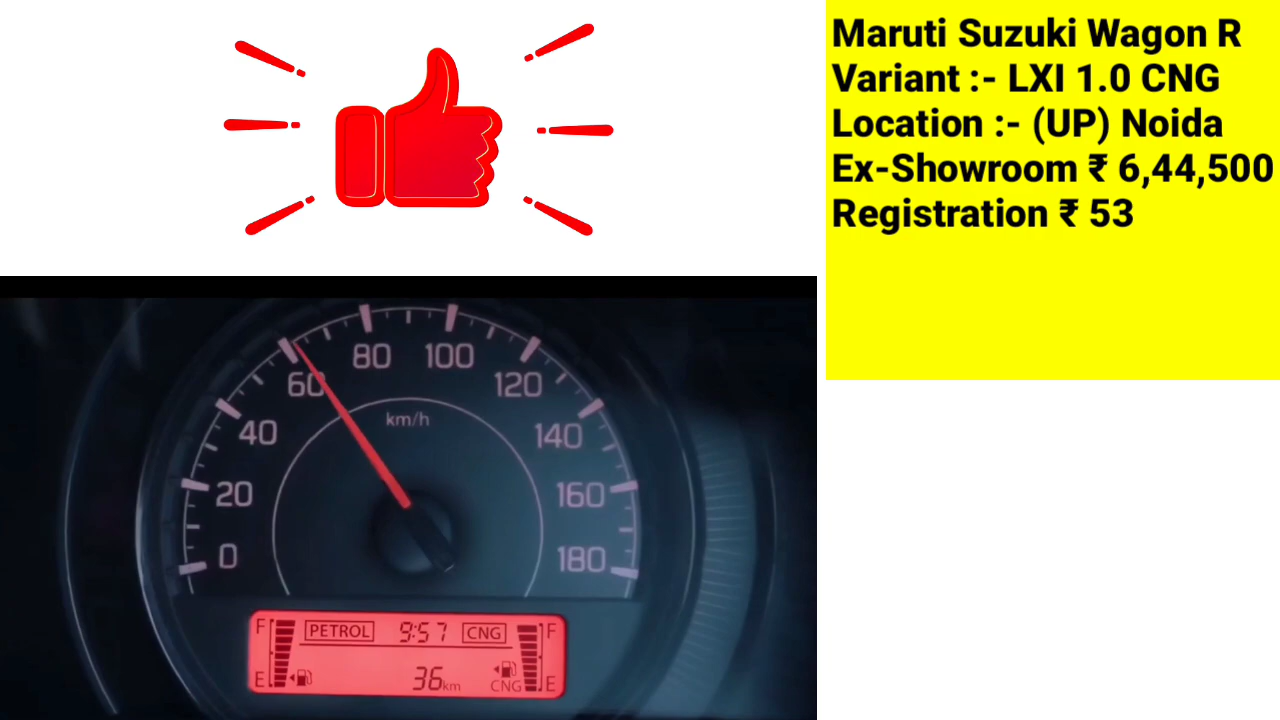 Maruti Suzuki Wagon R
Variant :- LXI 1.0 CNG
Location :- (UP) Noida
Ex-Showroom ₹ 6,44,500
Registration ₹ 53
80 100
60 120
km/h
40 140
20 160
0 180
F PETROL 9:57 CNG F
E 36km CNG E